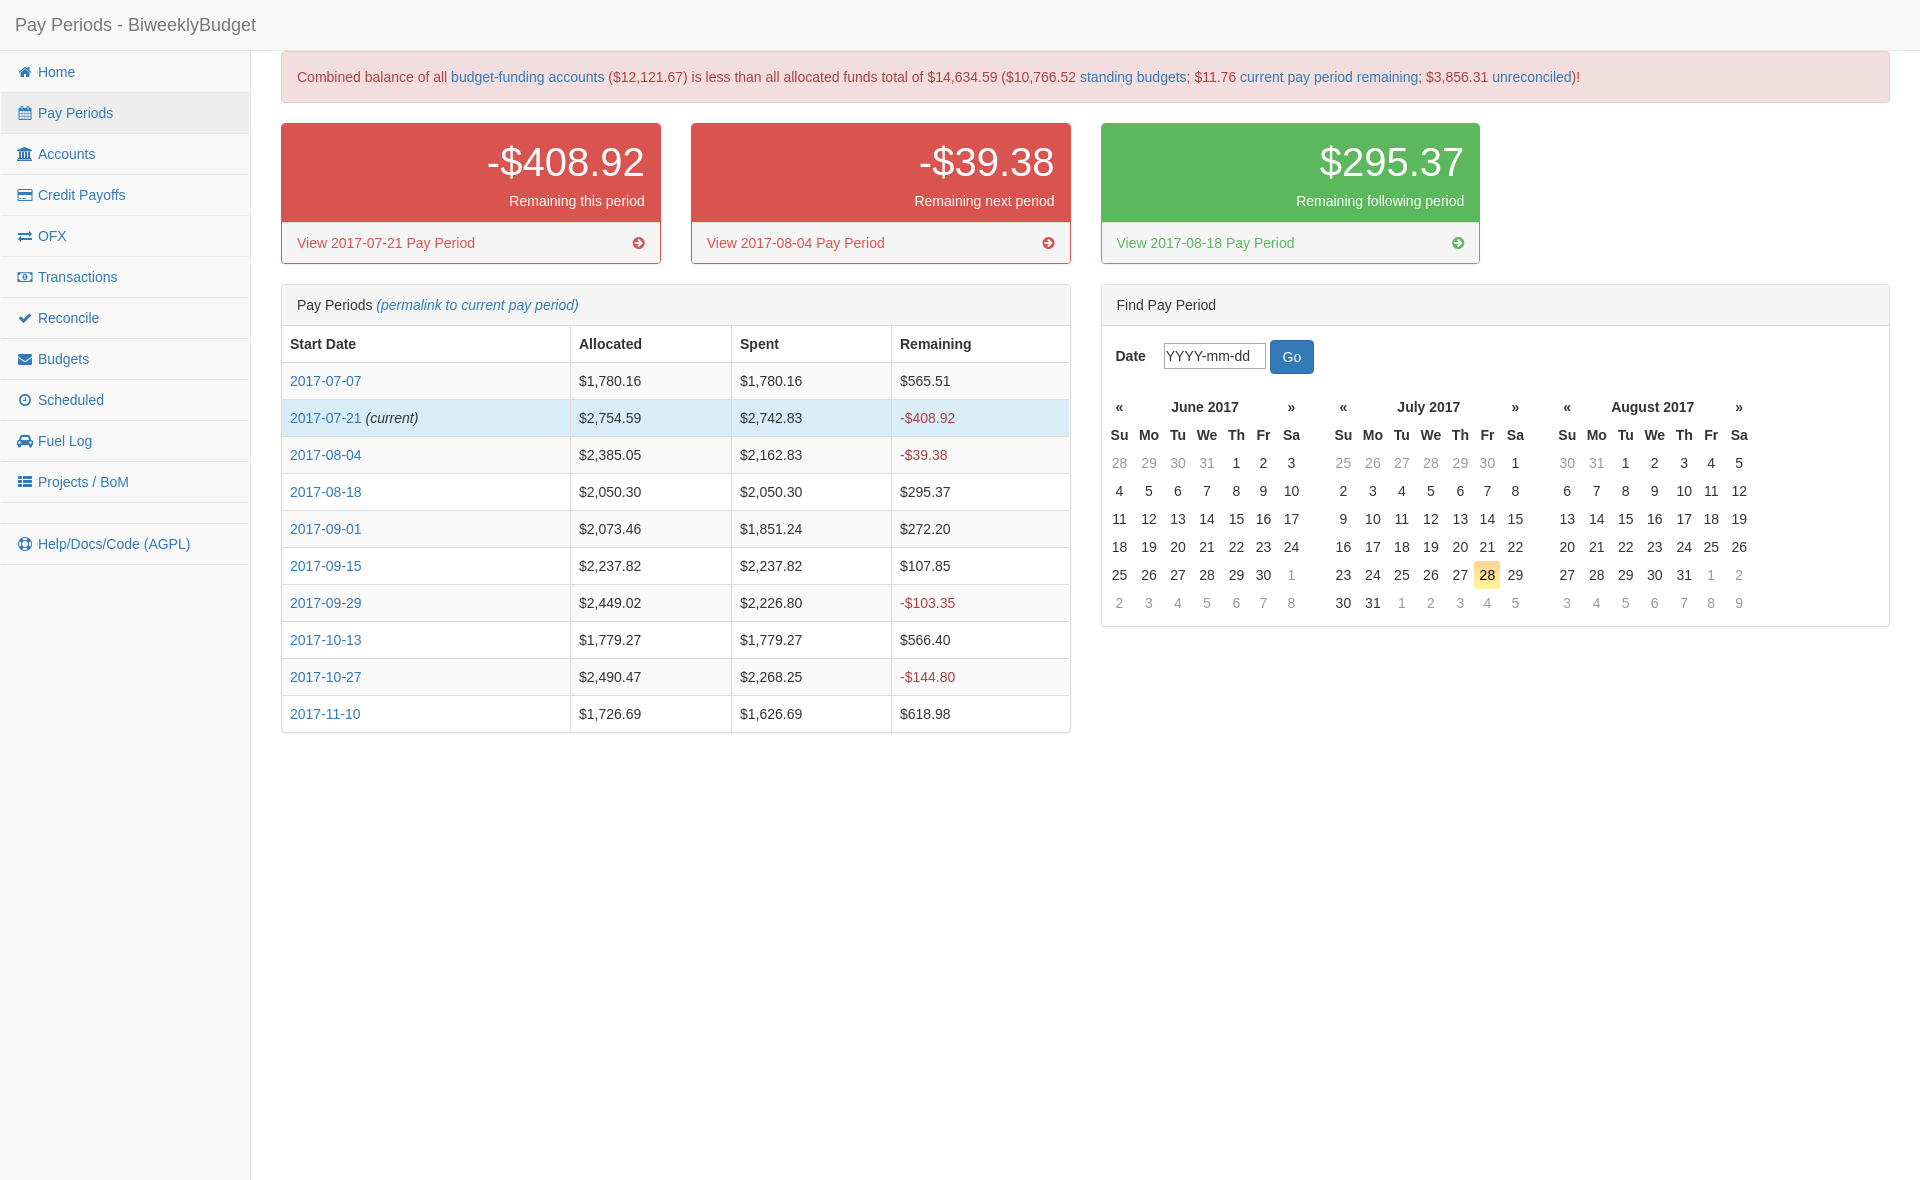 Pay Periods - BiweeklyBudget
Home
Pay Periods
Accounts
Credit Payoffs
OFX
Transactions
Reconcile
Budgets
Scheduled
Fuel Log
Projects / BoM
Help/Docs/Code (AGPL)
Combined balance of all budget-funding accounts ($12,121.67) is less than all allocated funds total of $14,634.59 ($10,766.52 standing budgets; $11.76 current pay period remaining; $3,856.31 unreconciled)!
-$408.92
Remaining this period
View 2017-07-21 Pay Period
-$39.38
Remaining next period
View 2017-08-04 Pay Period
$295.37
Remaining following period
View 2017-08-18 Pay Period
Pay Periods (permalink to current pay period)
Start Date Allocated Spent Remaining
2017-07-07 $1,780.16 $1,780.16 $565.51
2017-07-21 (current) $2,754.59 $2,742.83 -$408.92
2017-08-04 $2,385.05 $2,162.83 -$39.38
2017-08-18 $2,050.30 $2,050.30 $295.37
2017-09-01 $2,073.46 $1,851.24 $272.20
2017-09-15 $2,237.82 $2,237.82 $107.85
2017-09-29 $2,449.02 $2,226.80 -$103.35
2017-10-13 $1,779.27 $1,779.27 $566.40
2017-10-27 $2,490.47 $2,268.25 -$144.80
2017-11-10 $1,726.69 $1,626.69 $618.98
Find Pay Period
Date YYYY-mm-dd Go
« June 2017 »
Su Mo Tu We Th Fr Sa
28 29 30 31 1 2 3
4 5 6 7 8 9 10
11 12 13 14 15 16 17
18 19 20 21 22 23 24
25 26 27 28 29 30 1
2 3 4 5 6 7 8
« July 2017 »
Su Mo Tu We Th Fr Sa
25 26 27 28 29 30 1
2 3 4 5 6 7 8
9 10 11 12 13 14 15
16 17 18 19 20 21 22
23 24 25 26 27 28 29
30 31 1 2 3 4 5
« August 2017 »
Su Mo Tu We Th Fr Sa
30 31 1 2 3 4 5
6 7 8 9 10 11 12
13 14 15 16 17 18 19
20 21 22 23 24 25 26
27 28 29 30 31 1 2
3 4 5 6 7 8 9